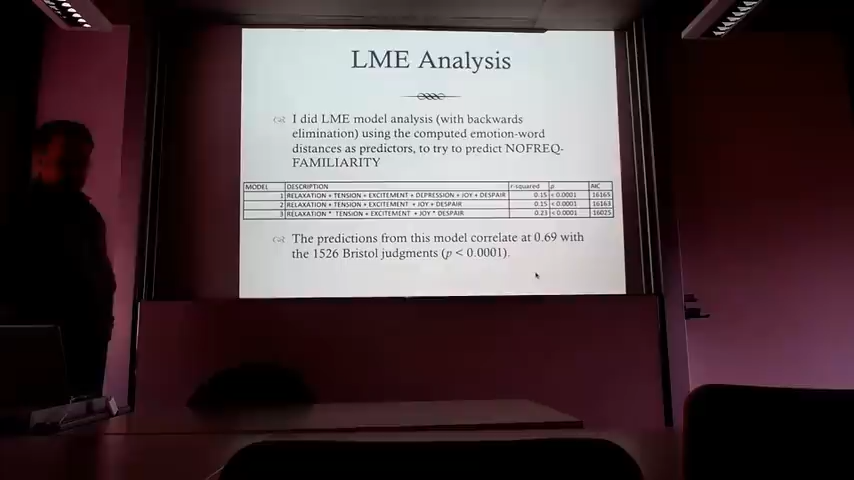 LME Analysis
I did LME model analysis (with backwards
elimination) using the computed emotion-word
distances as predictors, to try to predict NOFREQ-
FAMILIARITY
MODEL DESCRIPTION r-squared p AIC
1 RELAXATION + TENSION + EXCITEMENT + DEPRESSION + JOY + DESPAIR 0.15 < 0.0001 16165
2 RELAXATION + TENSION + EXCITEMENT + JOY + DESPAIR 0.15 < 0.0001 16163
3 RELAXATION * TENSION + EXCITEMENT + JOY * DESPAIR 0.23 < 0.0001 16025
The predictions from this model correlate at 0.69 with
the 1526 Bristol judgments (p < 0.0001).